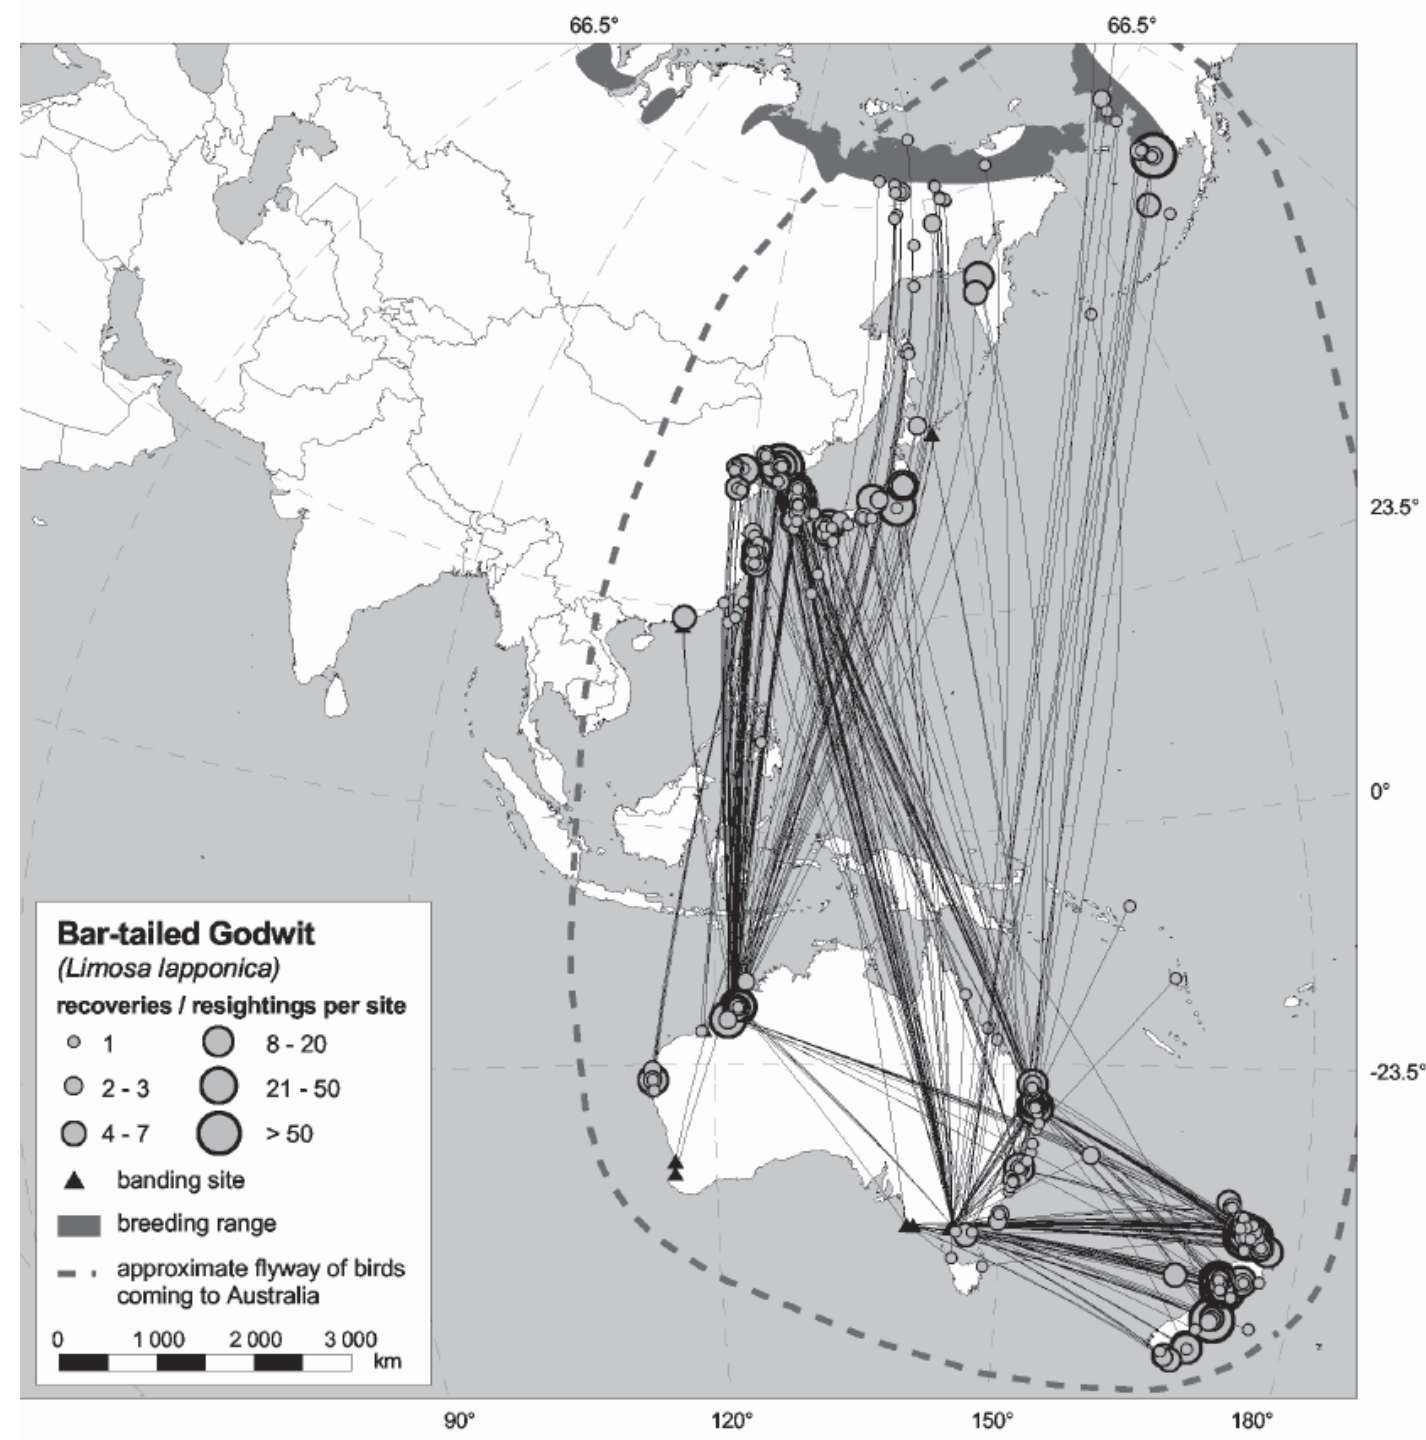 66.5° 66.5°
23.5°
0°
-23.5°
Bar-tailed Godwit
(Limosa lapponica)
recoveries / resightings per site
1 8 - 20
2 - 3 21 - 50
4 - 7 > 50
banding site
breeding range
approximate flyway of birds
coming to Australia
0 1 000 2 000 3 000
km
90° 120° 150° 180°